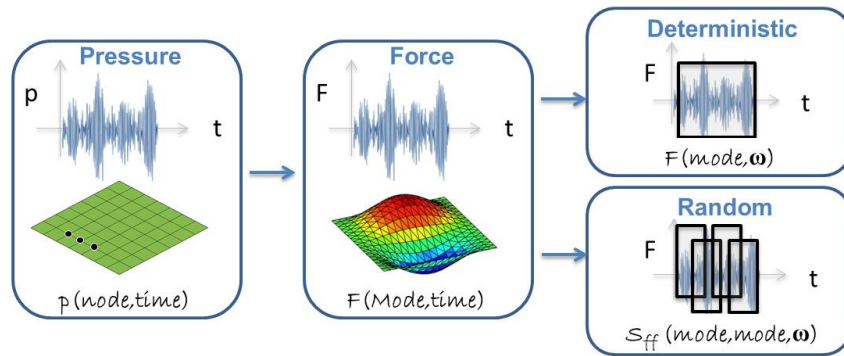 Pressure
p
t
p(node,time)
Force
F
t
F(Mode,time)
Deterministic
F
t
F(mode,ω)
Random
F
t
Sff(mode,mode,ω)